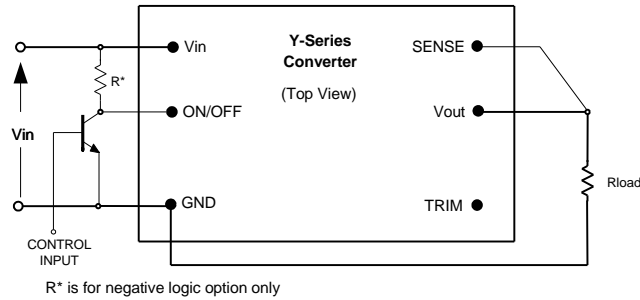 Y-Series
Converter
(Top View)
Vin
SENSE
R*
ON/OFF
Vout
Vin
Rload
GND
TRIM
CONTROL
INPUT
R* is for negative logic option only